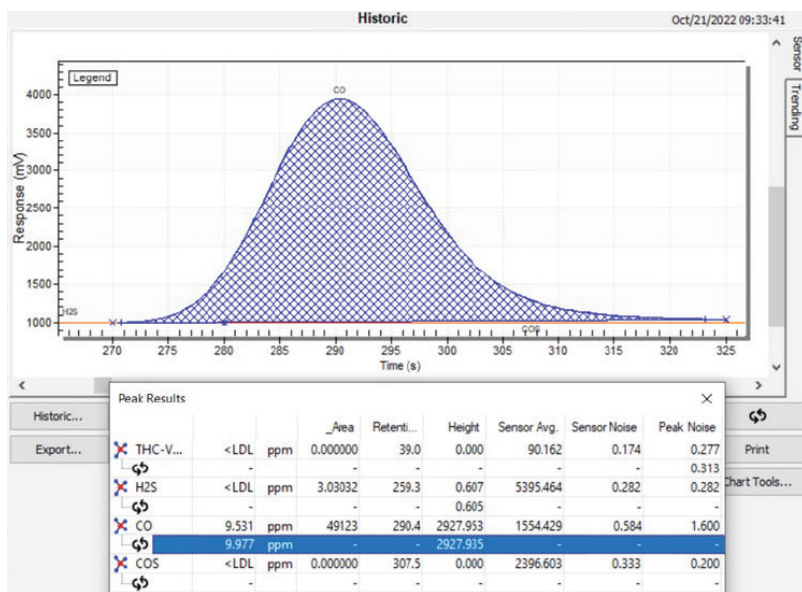 Historic
Oct/21/2022 09:33:41
Sensor
Trending
Legend
CO
Response (mV)
4000
3500
3000
2500
2000
1500
1000
H2S
COS
270 275 280 285 290 295 300 305 310 315 320 325
Time (s)
Historic...
Export...
Print
Chart Tools...
Peak Results
_Area Retenti... Height Sensor Avg. Sensor Noise Peak Noise
THC-V... <LDL ppm 0.000000 39.0 0.000 90.162 0.174 0.277
- - - - - 0.313
H2S <LDL ppm 3.03032 259.3 0.607 5395.464 0.282 0.282
- - - 0.605 - - -
CO 9.531 ppm 49123 290.4 2927.953 1554.429 0.584 1.600
9.977 ppm - - 2927.935 - - -
COS <LDL ppm 0.000000 307.5 0.000 2396.603 0.333 0.200
- - - - - - -